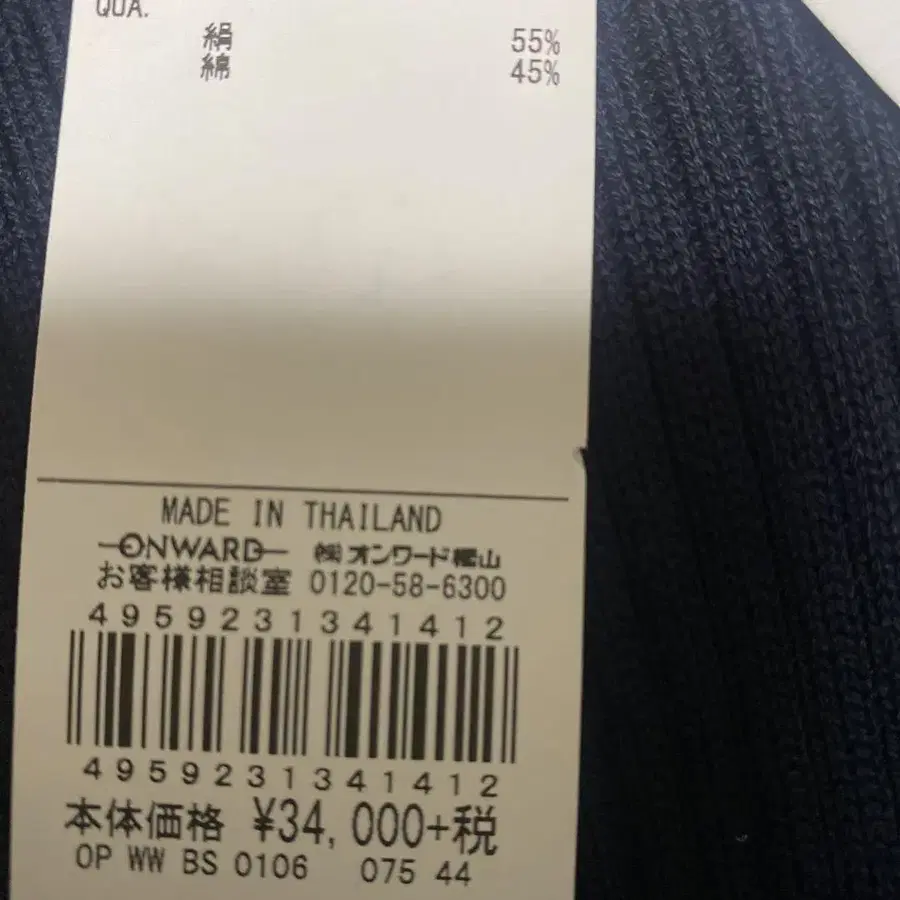 QUA.
絹 55%
綿 45%
MADE IN THAILAND
ONWARD ㈱オンワード樫山
お客様相談室 0120-58-6300
4959231341412
4959231341412
本体価格 ¥34,000+税
OP WW BS 0106 075 44